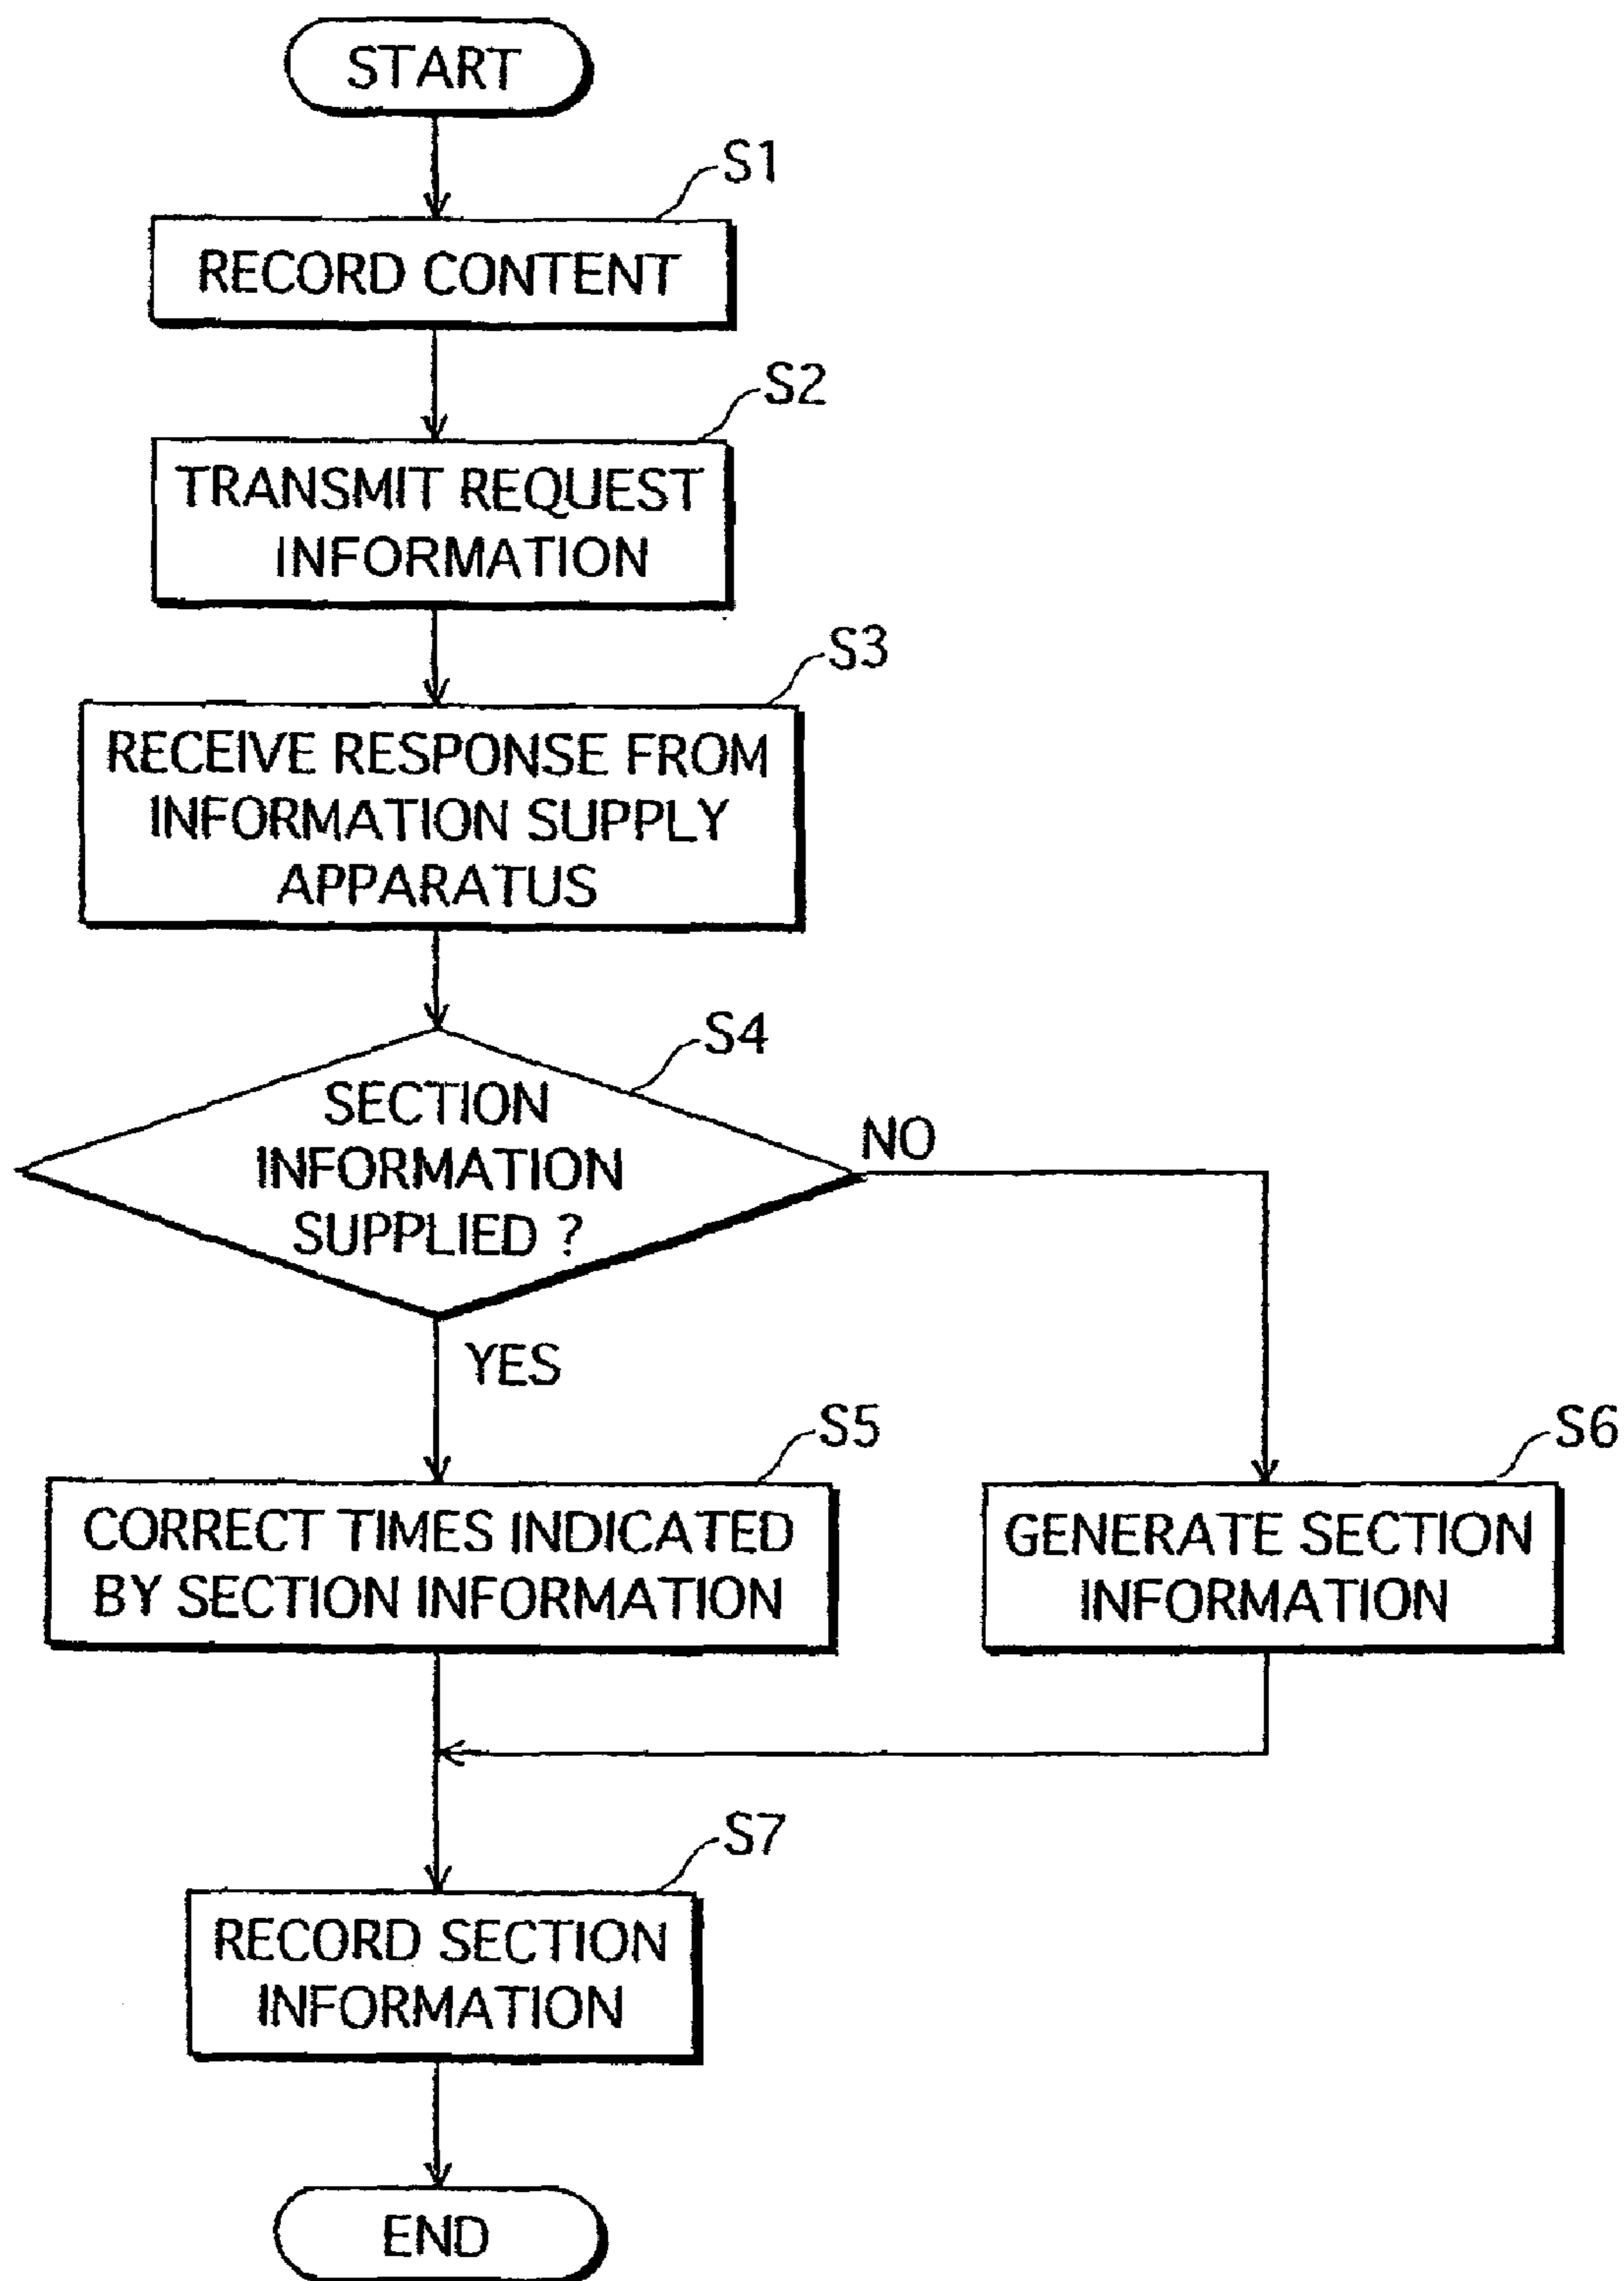 START
S1
RECORD CONTENT
S2
TRANSMIT REQUEST
INFORMATION
S3
RECEIVE RESPONSE FROM
INFORMATION SUPPLY
APPARATUS
S4
SECTION
INFORMATION
SUPPLIED ?
NO
YES
S5
CORRECT TIMES INDICATED
BY SECTION INFORMATION
S6
GENERATE SECTION
INFORMATION
S7
RECORD SECTION
INFORMATION
END